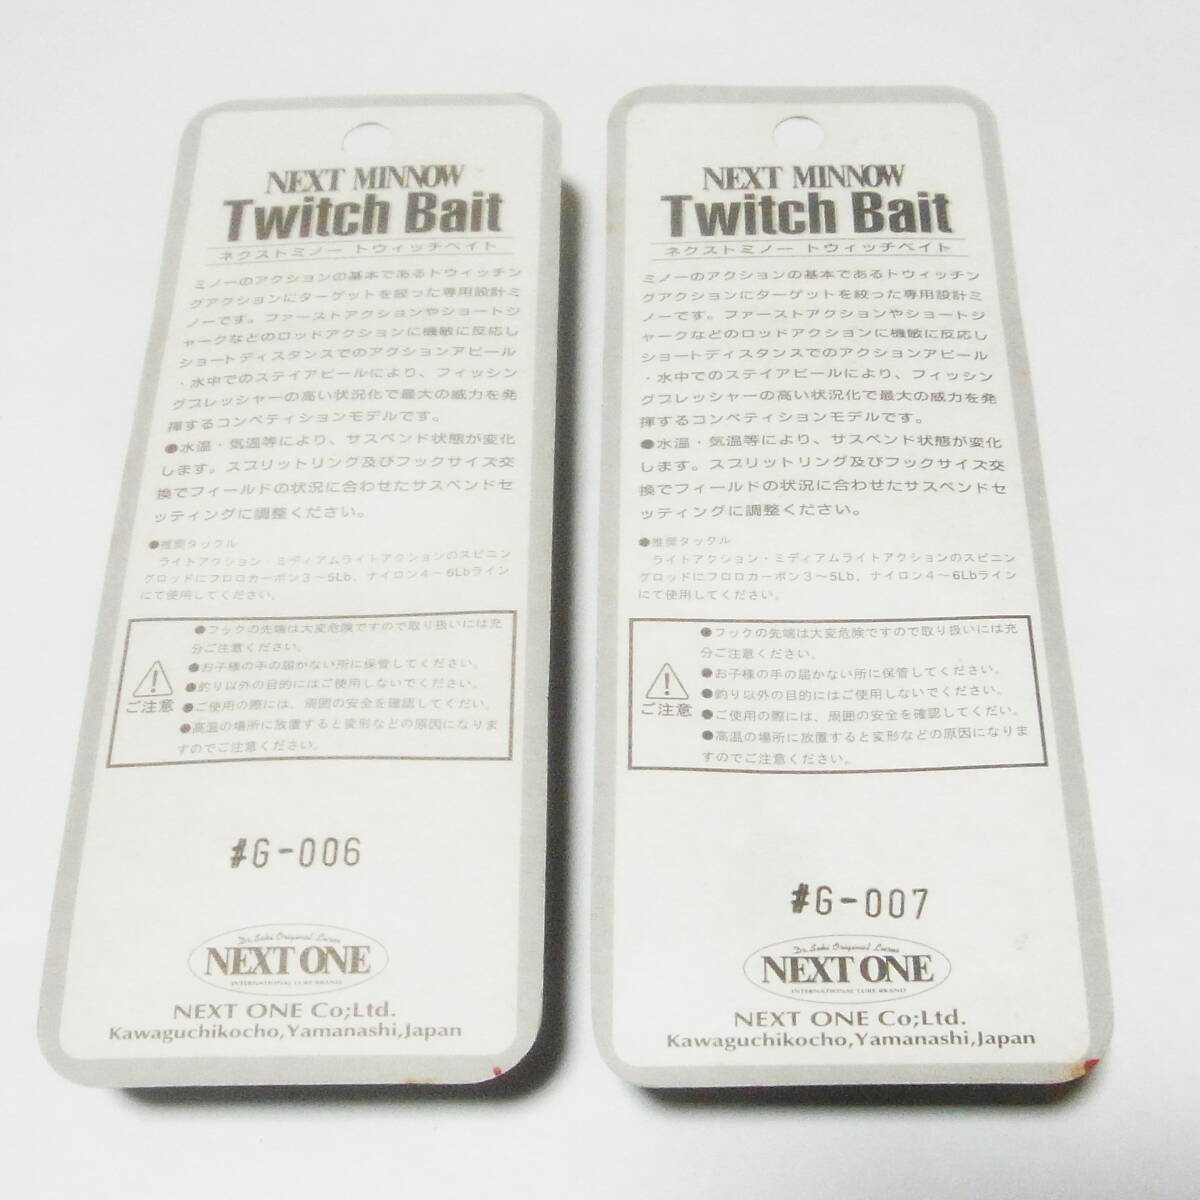 NEXT MINNOW
Twitch Bait
ネクストミノー トウィッチベイト
ミノーのアクションの基本であるトウィッチン
グアクションにターゲットを絞った専用設計ミ
ノーです。ファーストアクションやショートジ
ャークなどのロッドアクションに機敏に反応し
ショートディスタンスでのアクションアピール
・水中でのステイアピールにより、フィッシン
グプレッシャーの高い状況化で最大の威力を発
揮するコンペティションモデルです。
●水温・気温等により、サスペンド状態が変化
します。スプリットリング及びフックサイズ交
換でフィールドの状況に合わせたサスペンドセ
ッティングに調整ください。
●推奨タックル
ライトアクション・ミディアムライトアクションのスピニン
グロッドにフロロカーボン3〜5Lb、ナイロン4〜6Lbライン
にて使用してください。
ご注意
●フックの先端は大変危険ですので取り扱いには充
分ご注意ください。
●お子様の手の届かない所に保管してください。
●釣り以外の目的にはご使用しないでください。
●ご使用の際には、周囲の安全を確認してくだい。
●高温の場所に放置すると変形などの原因になりま
すのでご注意ください。
#G-006
Dr.Seke Original Lures
NEXT ONE
INTERNATIONAL LURE BRAND
NEXT ONE Co;Ltd.
Kawaguchikocho,Yamanashi,Japan
NEXT MINNOW
Twitch Bait
ネクストミノー トウィッチベイト
ミノーのアクションの基本であるトウィッチン
グアクションにターゲットを絞った専用設計ミ
ノーです。ファーストアクションやショートジ
ャークなどのロッドアクションに機敏に反応し
ショートディスタンスでのアクションアピール
・水中でのステイアピールにより、フィッシン
グプレッシャーの高い状況化で最大の威力を発
揮するコンペティションモデルです。
●水温・気温等により、サスペンド状態が変化
します。スプリットリング及びフックサイズ交
換でフィールドの状況に合わせたサスペンドセ
ッティングに調整ください。
●推奨タックル
ライトアクション・ミディアムライトアクションのスピニン
グロッドにフロロカーボン3〜5Lb、ナイロン4〜6Lbライン
にて使用してください。
ご注意
●フックの先端は大変危険ですので取り扱いには充
分ご注意ください。
●お子様の手の届かない所に保管してください。
●釣り以外の目的にはご使用しないでください。
●ご使用の際には、周囲の安全を確認してくだい。
●高温の場所に放置すると変形などの原因になりま
すのでご注意ください。
#G-007
Dr.Seke Original Lures
NEXT ONE
INTERNATIONAL LURE BRAND
NEXT ONE Co;Ltd.
Kawaguchikocho,Yamanashi,Japan